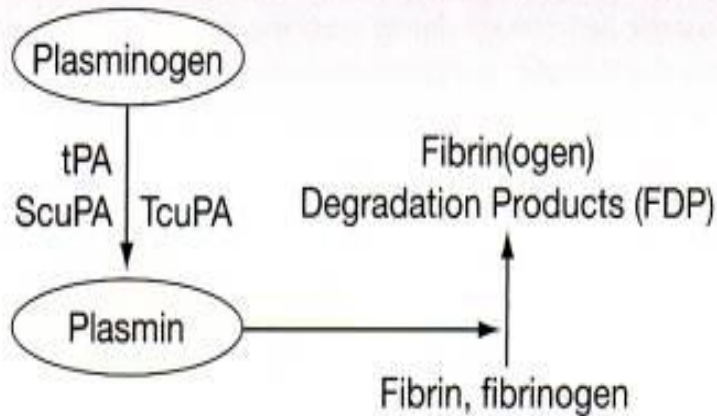 Plasminogen
tPA
ScuPA TcuPA
Plasmin
Fibrin(ogen)
Degradation Products (FDP)
Fibrin, fibrinogen